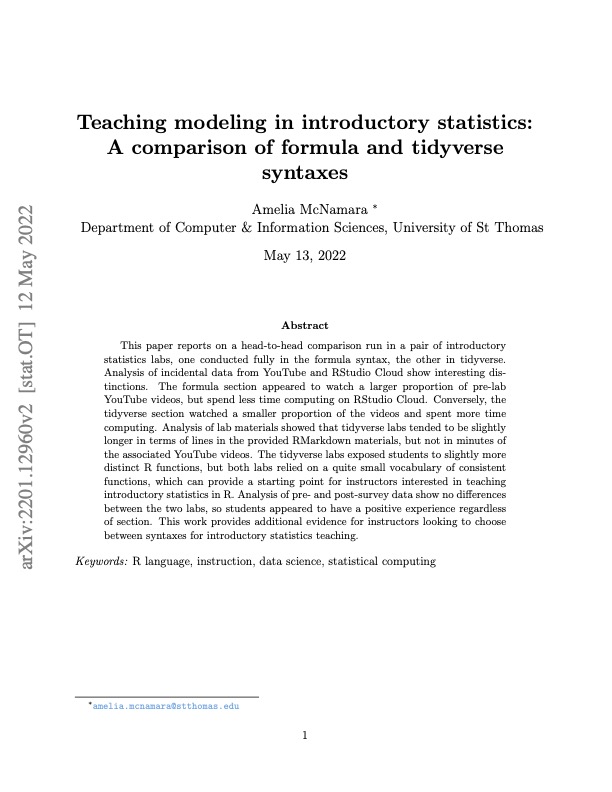 arXiv:2201.12960v2 [stat.OT] 12 May 2022
Teaching modeling in introductory statistics:
A comparison of formula and tidyverse
syntaxes
Amelia McNamara *
Department of Computer & Information Sciences, University of St Thomas
May 13, 2022
Abstract
This paper reports on a head-to-head comparison run in a pair of introductory
statistics labs, one conducted fully in the formula syntax, the other in tidyverse.
Analysis of incidental data from YouTube and RStudio Cloud show interesting dis-
tinctions. The formula section appeared to watch a larger proportion of pre-lab
YouTube videos, but spend less time computing on RStudio Cloud. Conversely, the
tidyverse section watched a smaller proportion of the videos and spent more time
computing. Analysis of lab materials showed that tidyverse labs tended to be slightly
longer in terms of lines in the provided RMarkdown materials, but not in minutes of
the associated YouTube videos. The tidyverse labs exposed students to slightly more
distinct R functions, but both labs relied on a quite small vocabulary of consistent
functions, which can provide a starting point for instructors interested in teaching
introductory statistics in R. Analysis of pre- and post-survey data show no differences
between the two labs, so students appeared to have a positive experience regardless
of section. This work provides additional evidence for instructors looking to choose
between syntaxes for introductory statistics teaching.
Keywords: R language, instruction, data science, statistical computing
*amelia.mcnamara@stthomas.edu
1